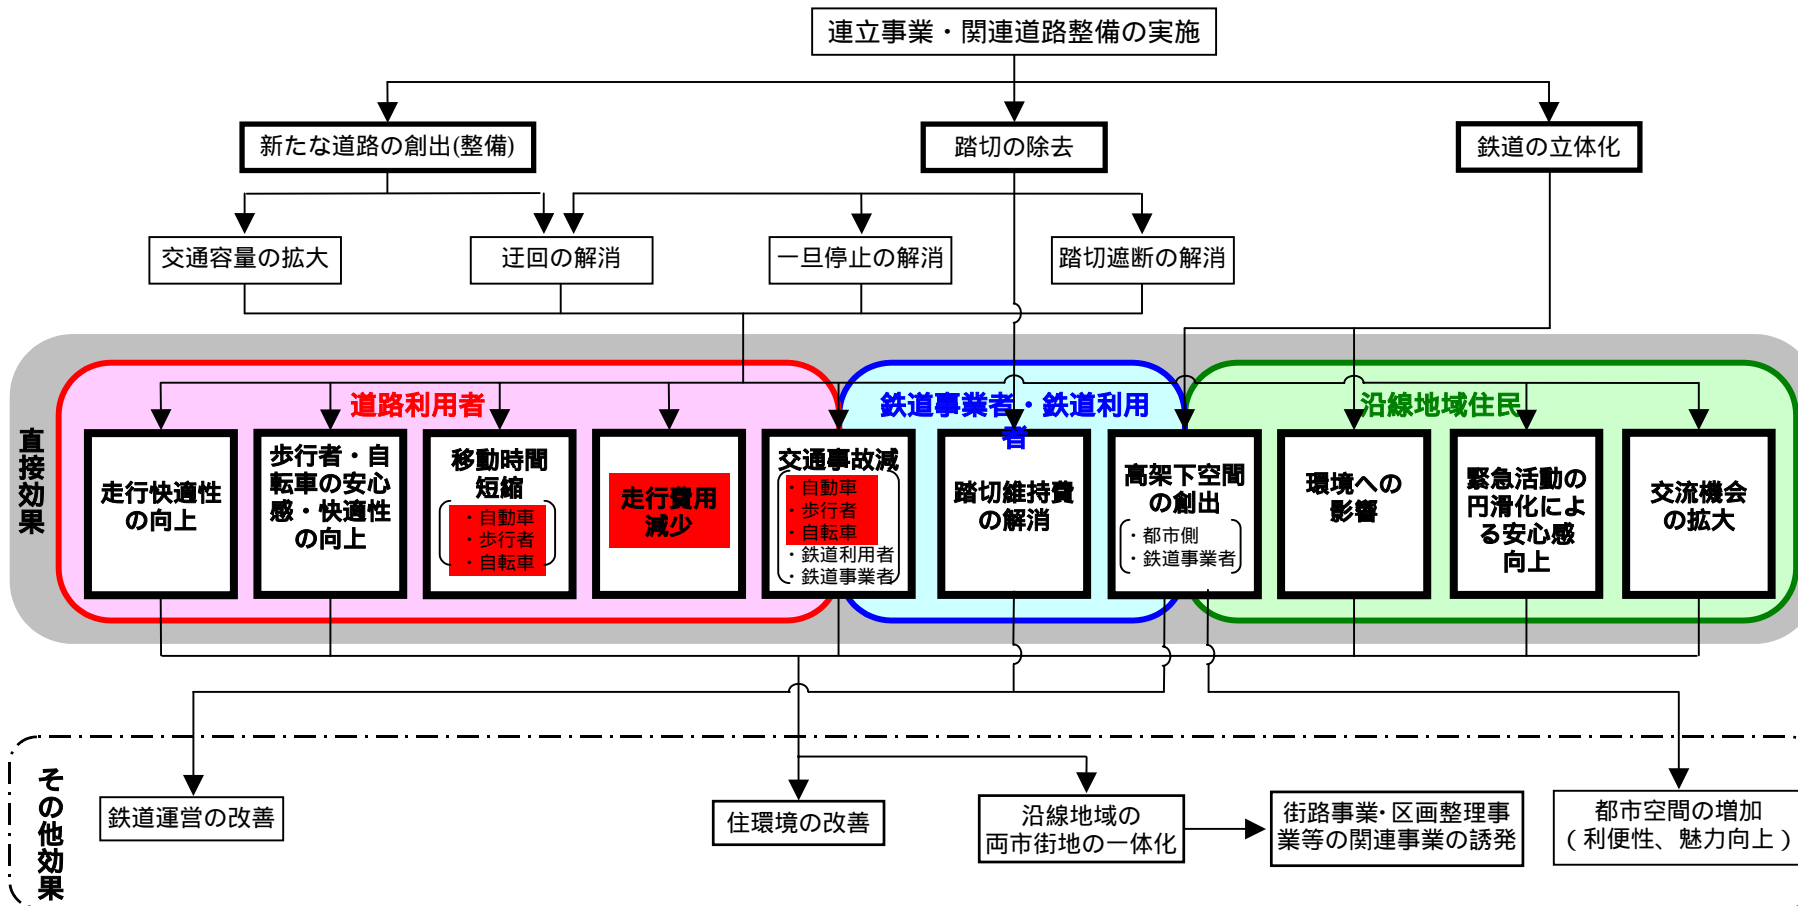 連立事業・関連道路整備の実施
新たな道路の創出(整備)
踏切の除去
鉄道の立体化
交通容量の拡大
迂回の解消
一旦停止の解消
踏切遮断の解消
直接効果
道路利用者
鉄道事業者・鉄道利用
者
沿線地域住民
走行快適性
の向上
歩行者・自
転車の安心
感・快適性
の向上
移動時間
短縮
・自動車
・歩行者
・自転車
走行費用
減少
交通事故減
・自動車
・歩行者
・自転車
・鉄道利用者
・鉄道事業者
踏切維持費
の解消
高架下空間
の創出
・都市側
・鉄道事業者
環境への
影響
緊急活動の
円滑化によ
る安心感
向上
交流機会
の拡大
その他効果
鉄道運営の改善
住環境の改善
沿線地域の
両市街地の一体化
街路事業・区画整理事
業等の関連事業の誘発
都市空間の増加
（利便性、魅力向上）